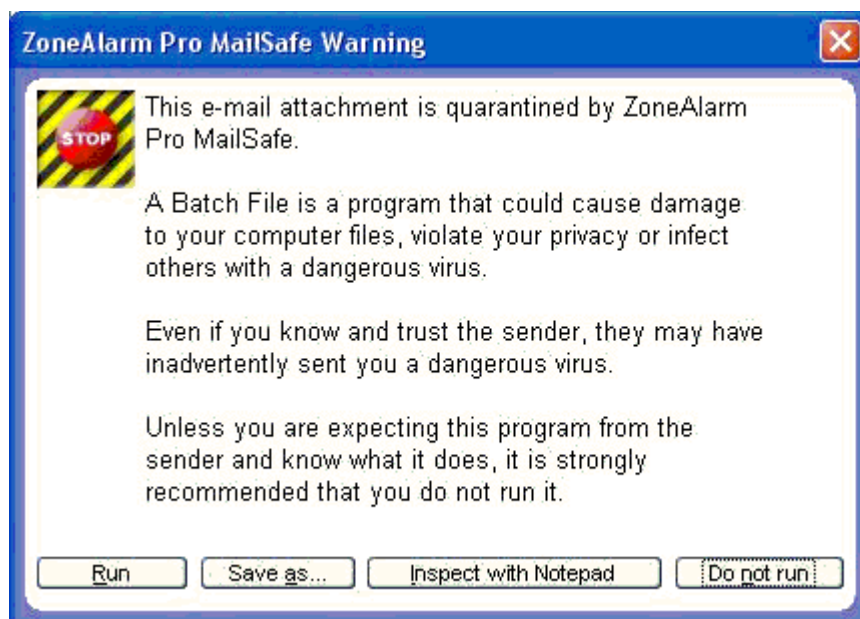 ZoneAlarm Pro MailSafe Warning
This e-mail attachment is quarantined by ZoneAlarm
Pro MailSafe.
STOP
A Batch File is a program that could cause damage
to your computer files, violate your privacy or infect
others with a dangerous virus.
Even if you know and trust the sender, they may have
inadvertently sent you a dangerous virus.
Unless you are expecting this program from the
sender and know what it does, it is strongly
recommended that you do not run it.
Run Save as... Inspect with Notepad Do not run